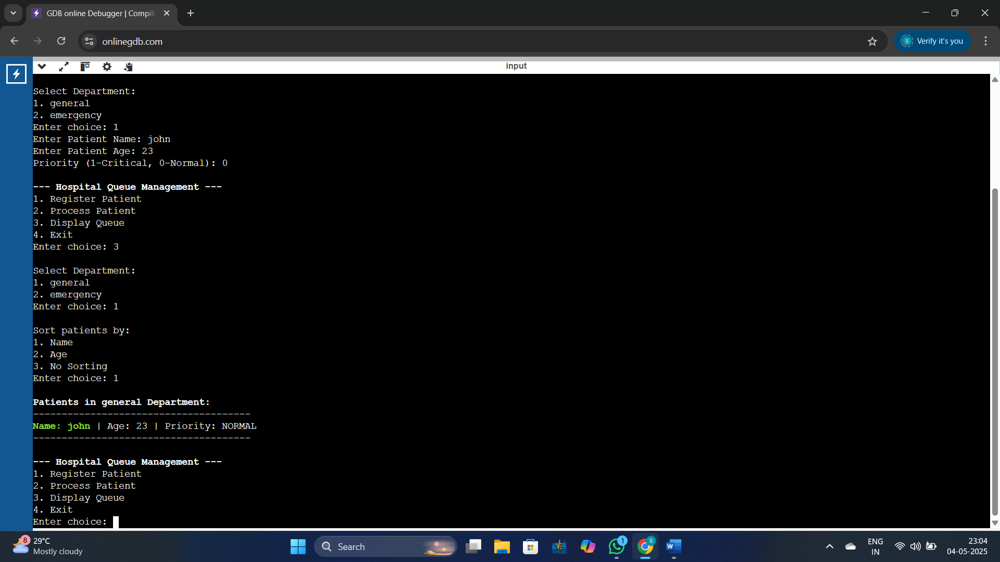 GDB online Debugger | Compile
onlinegdb.com
Verify it's you
input
Select Department:
1. general
2. emergency
Enter choice: 1
Enter Patient Name: john
Enter Patient Age: 23
Priority (1-Critical, 0-Normal): 0
--- Hospital Queue Management ---
1. Register Patient
2. Process Patient
3. Display Queue
4. Exit
Enter choice: 3
Select Department:
1. general
2. emergency
Enter choice: 1
Sort patients by:
1. Name
2. Age
3. No Sorting
Enter choice: 1
Patients in general Department:
--------------------------------------
Name: john | Age: 23 | Priority: NORMAL
--------------------------------------
--- Hospital Queue Management ---
1. Register Patient
2. Process Patient
3. Display Queue
4. Exit
Enter choice:
8
29°C
Mostly cloudy
Search
ADVERK
1
S
W
ENG
IN
23:04
04-05-2025